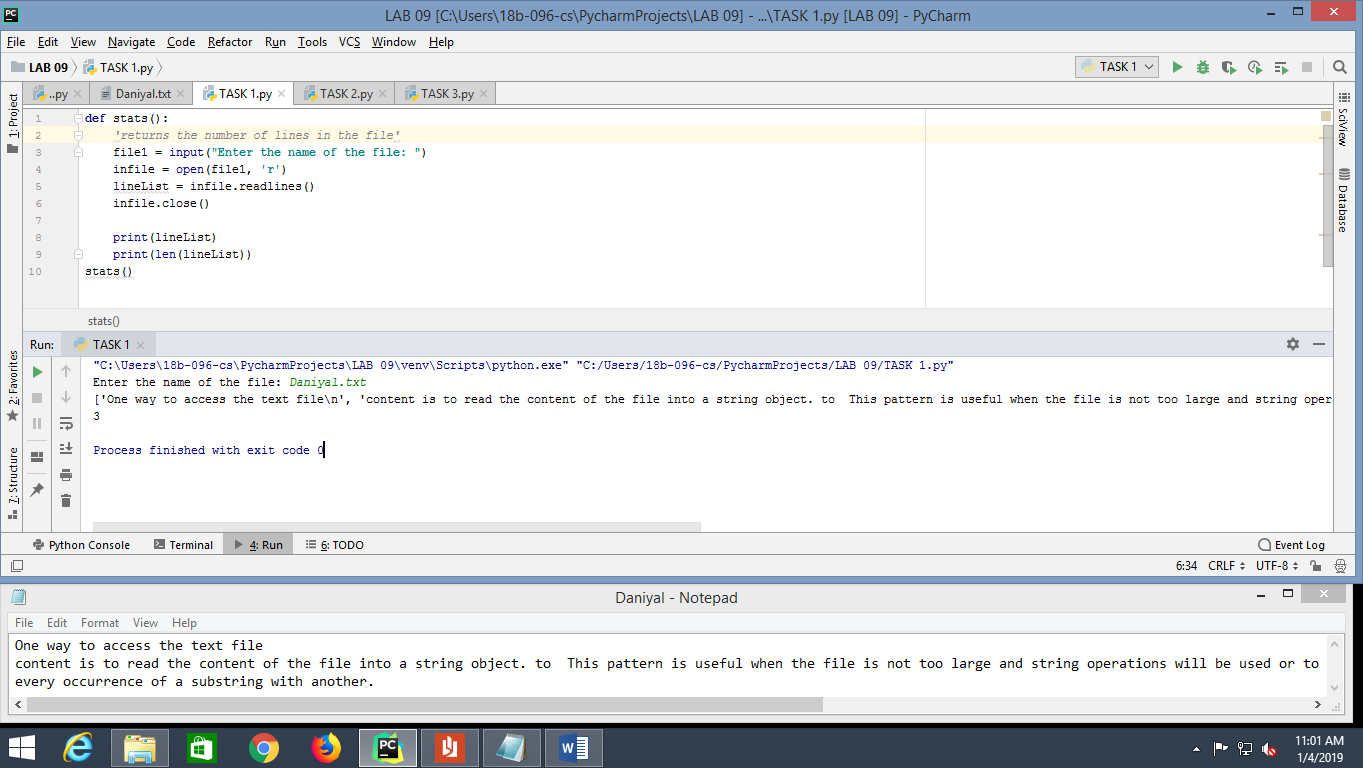 LAB 09 [C:\Users\18b-096-cs\PycharmProjects\LAB 09] - ...\TASK 1.py [LAB 09] - PyCharm
File Edit View Navigate Code Refactor Run Tools VCS Window Help
LAB 09 TASK 1.py TASK 1
..py Daniyal.txt TASK 1.py TASK 2.py TASK 3.py
1: Project
SciView
Database
1 def stats():
2 'returns the number of lines in the file'
3 file1 = input("Enter the name of the file: ")
4 infile = open(file1, 'r')
5 lineList = infile.readlines()
6 infile.close()
7
8 print(lineList)
9 print(len(lineList))
10 stats()
stats()
Run: TASK 1
2: Favorites
7: Structure
"C:\Users\18b-096-cs\PycharmProjects\LAB 09\venv\Scripts\python.exe" "C:/Users/18b-096-cs/PycharmProjects/LAB 09/TASK 1.py"
Enter the name of the file: Daniyal.txt
['One way to access the text file\n', 'content is to read the content of the file into a string object. to  This pattern is useful when the file is not too large and string oper
3
Process finished with exit code 0
Python Console Terminal 4: Run 6: TODO Event Log
6:34 CRLF UTF-8
Daniyal - Notepad
File Edit Format View Help
One way to access the text file
content is to read the content of the file into a string object. to  This pattern is useful when the file is not too large and string operations will be used or to
every occurrence of a substring with another.
11:01 AM
1/4/2019